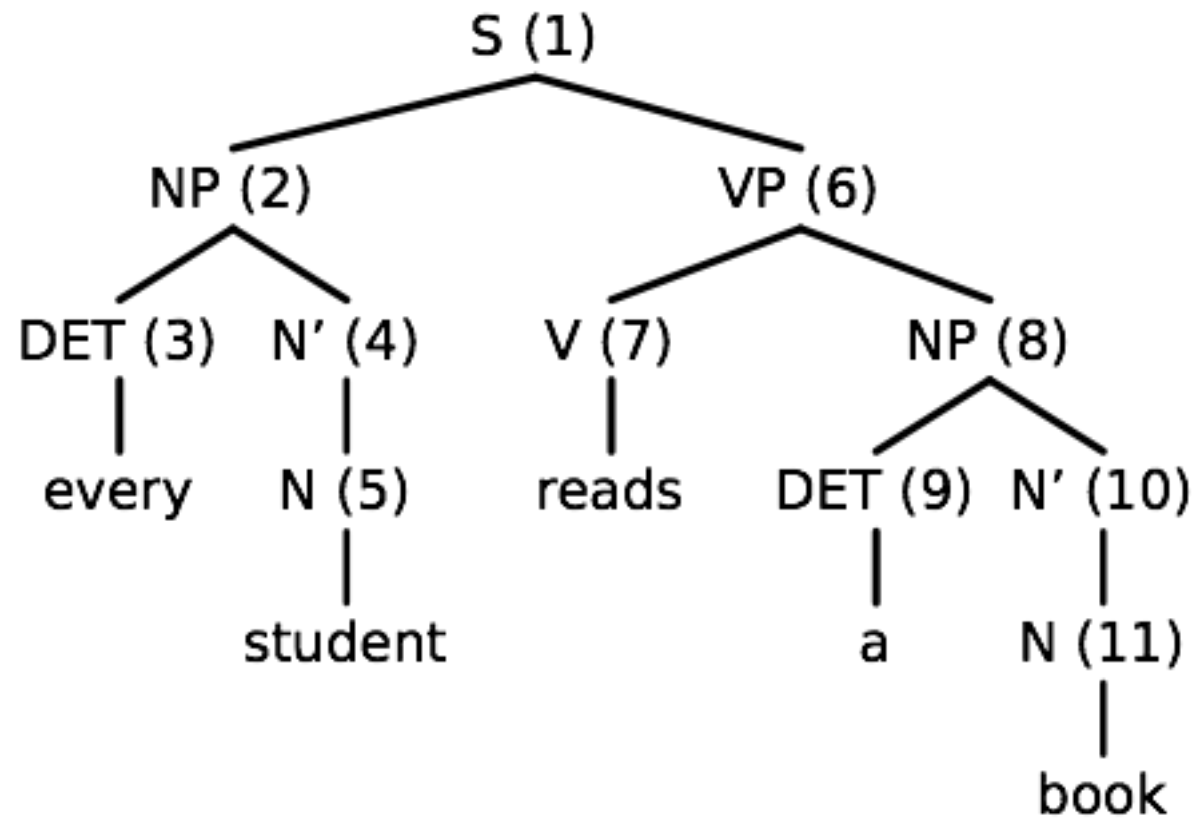 S (1)
NP (2) VP (6)
DET (3) N’ (4) V (7) NP (8)
every N (5) reads DET (9) N’ (10)
student a N (11)
book